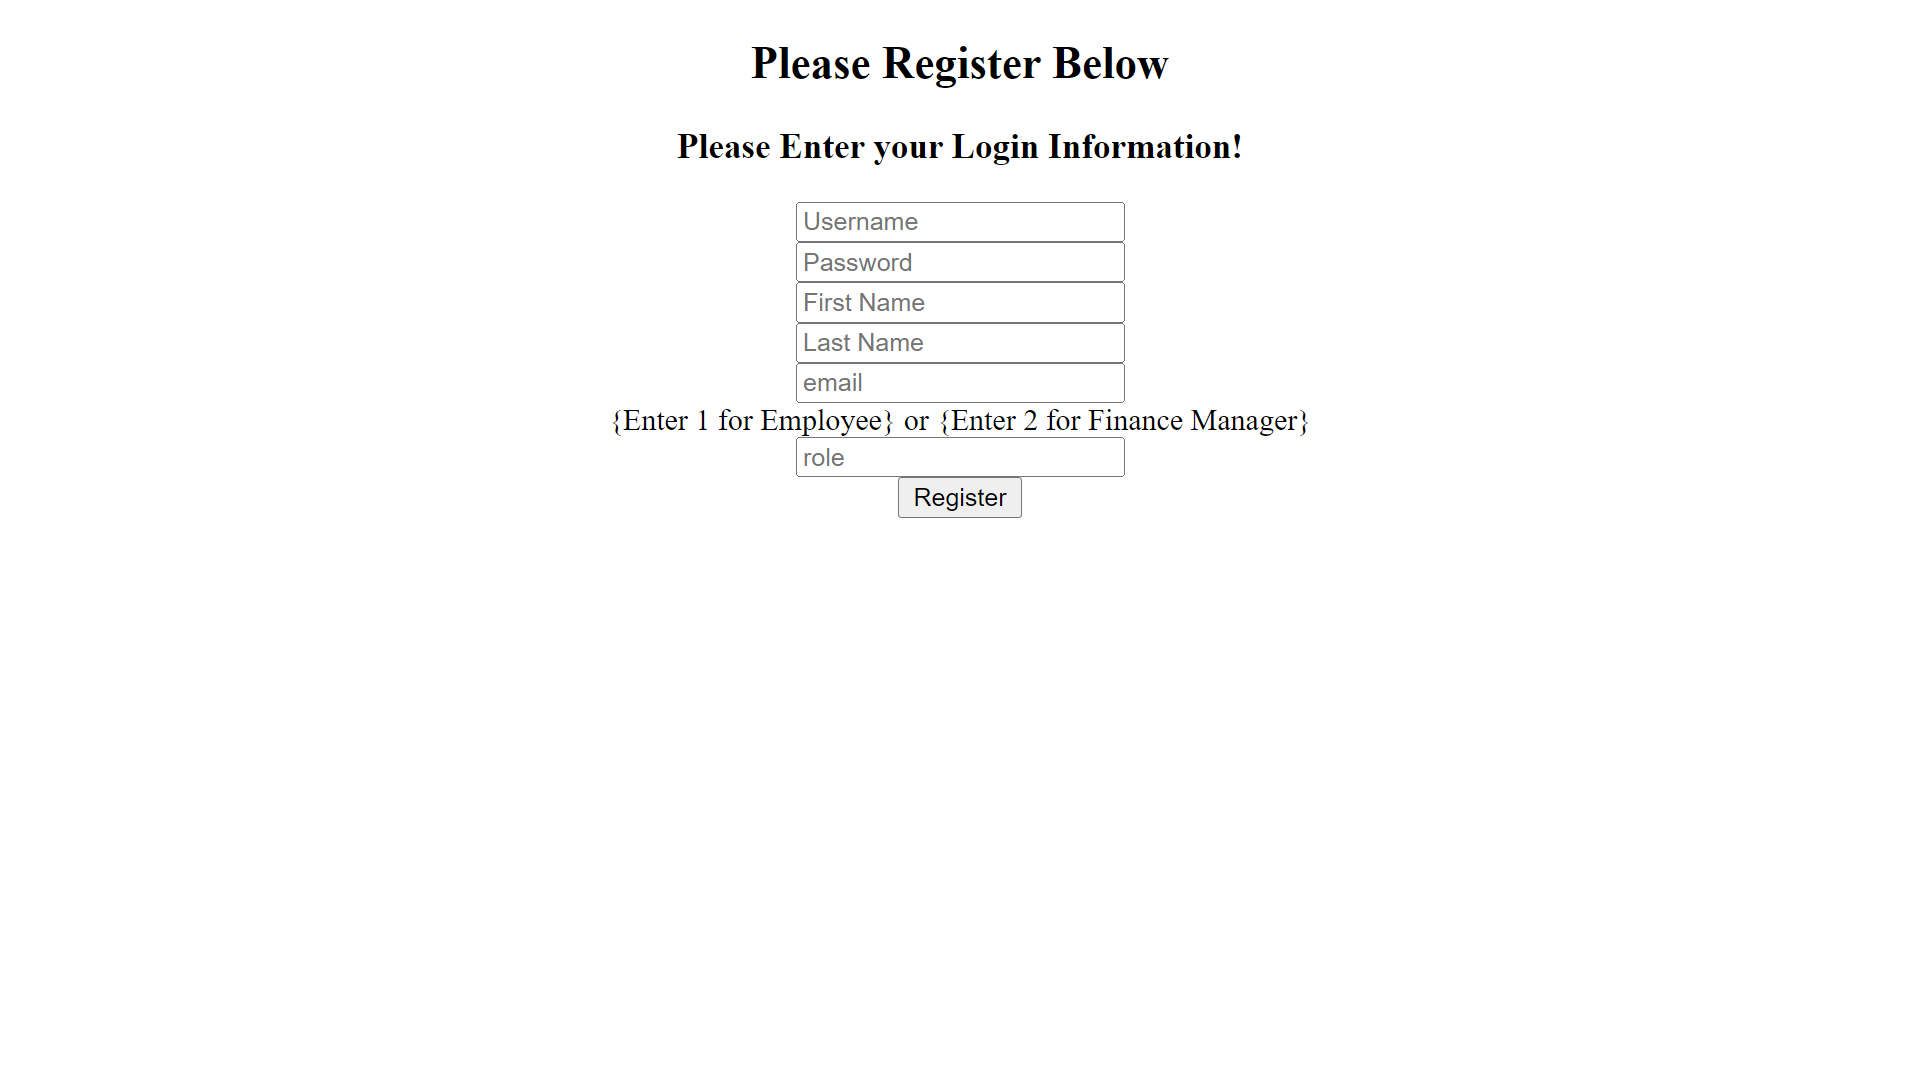 Please Register Below
Please Enter your Login Information!
Username
Password
First Name
Last Name
email
{Enter 1 for Employee} or {Enter 2 for Finance Manager}
role
Register